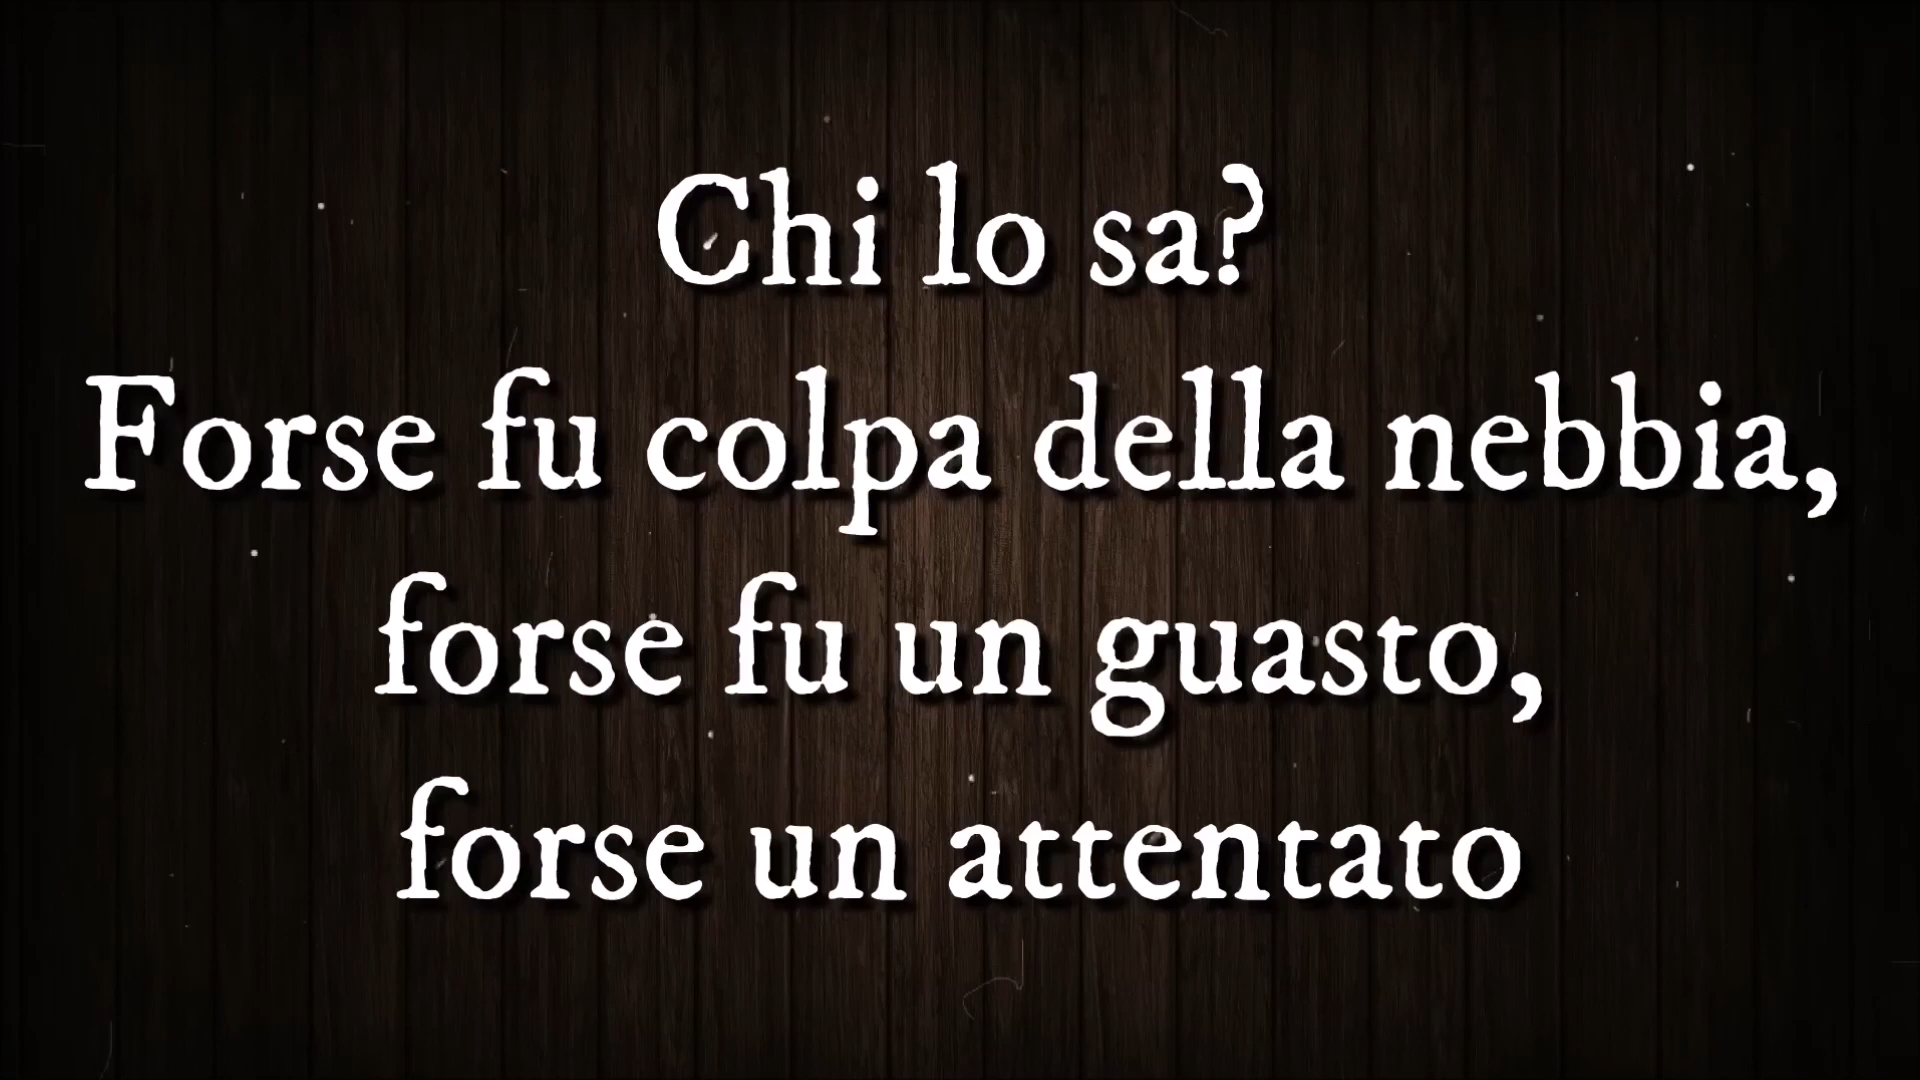 Chi lo sa?
Forse fu colpa della nebbia,
forse fu un guasto,
forse un attentato